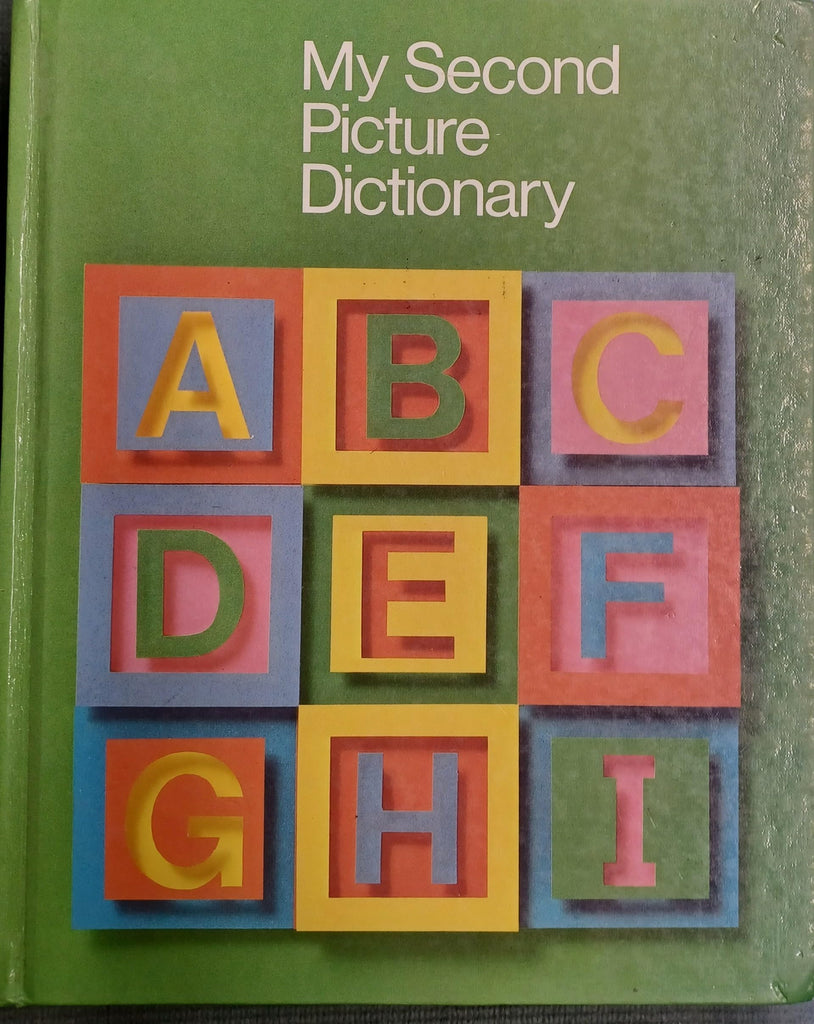 My Second
Picture
Dictionary
A B C
D E F
G H I